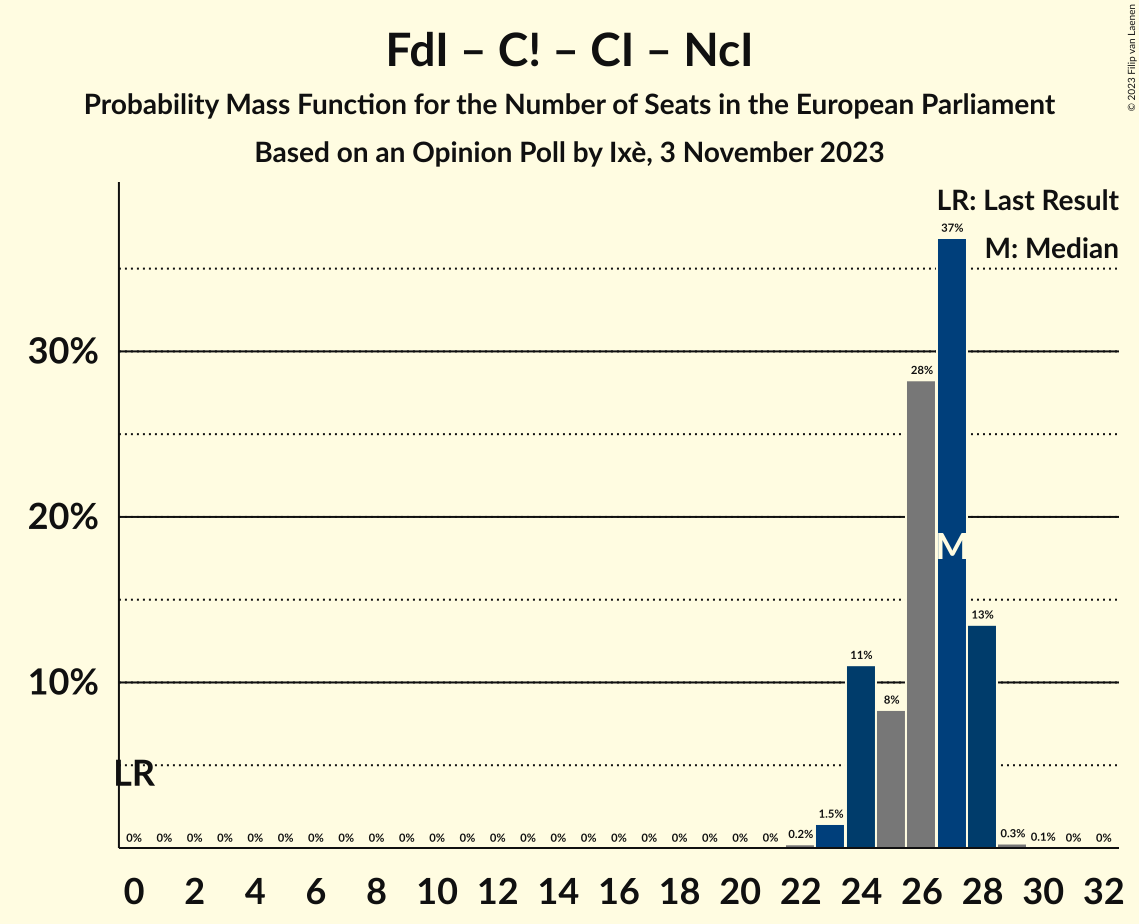 FdI – C! – CI – NcI
Probability Mass Function for the Number of Seats in the European Parliament
Based on an Opinion Poll by Ixè, 3 November 2023
© 2023 Filip van Laenen
LR: Last Result
M: Median
30%
20%
10%
LR
M
0% 0% 0% 0% 0% 0% 0% 0% 0% 0% 0% 0% 0% 0% 0% 0% 0% 0% 0% 0% 0% 0% 0.2% 1.5% 11% 8% 28% 37% 13% 0.3% 0.1% 0% 0%
0 2 4 6 8 10 12 14 16 18 20 22 24 26 28 30 32